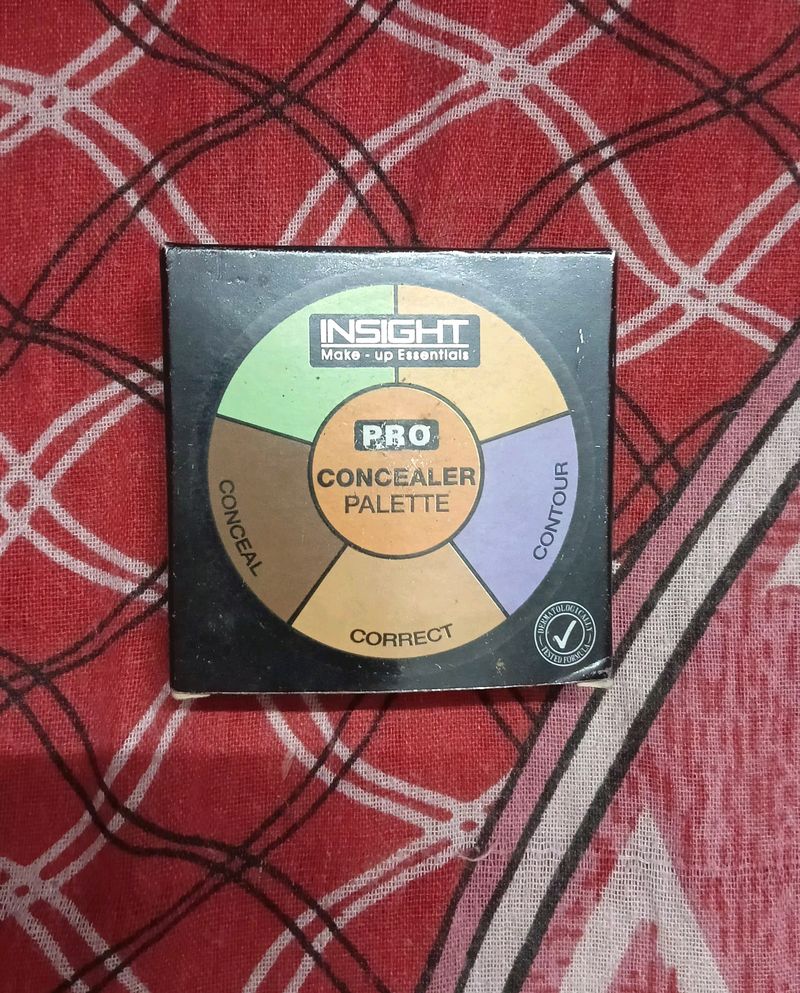 INSIGHT
Make - up Essentials
PRO
CONCEALER
PALETTE
CONCEAL
CORRECT
CONTOUR
DERMATOLOGICALLY
TESTED FORMULA